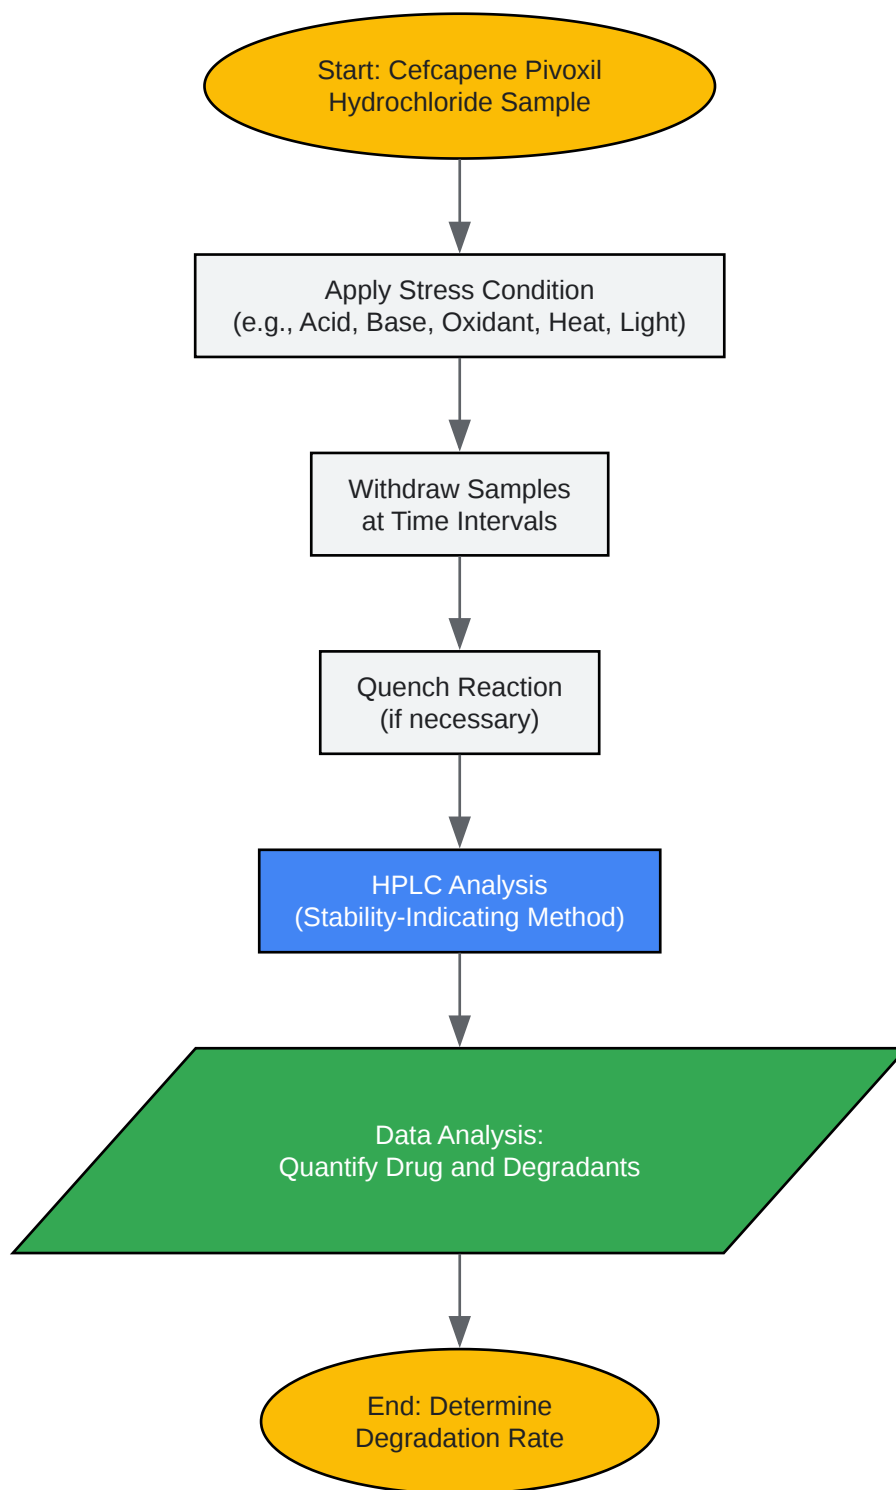 Start: Cefcapene Pivoxil
Hydrochloride Sample
Apply Stress Condition
(e.g., Acid, Base, Oxidant, Heat, Light)
Withdraw Samples
at Time Intervals
Quench Reaction
(if necessary)
HPLC Analysis
(Stability-Indicating Method)
Data Analysis:
Quantify Drug and Degradants
End: Determine
Degradation Rate